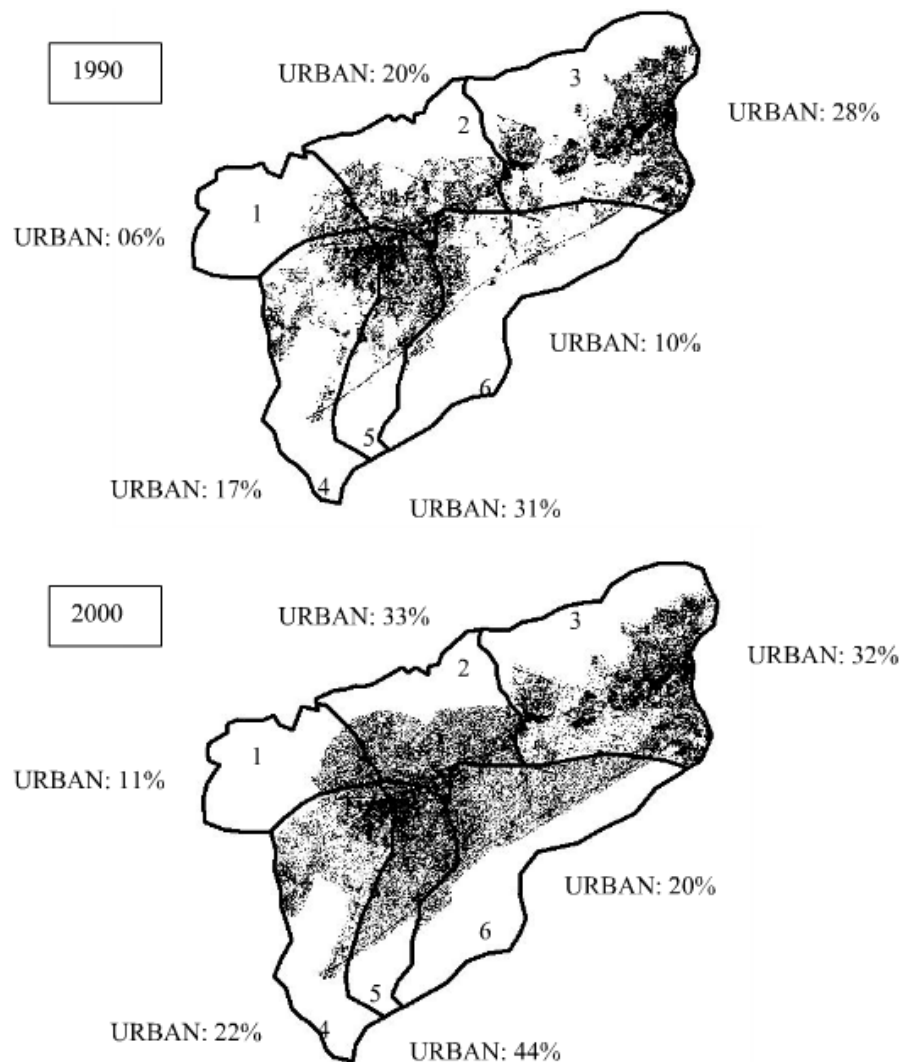 1990
URBAN: 20%
3
2
URBAN: 28%
1
URBAN: 06%
URBAN: 10%
6
5
4
URBAN: 17%
URBAN: 31%
2000
URBAN: 33%
3
2
URBAN: 32%
1
URBAN: 11%
URBAN: 20%
6
5
4
URBAN: 22%
URBAN: 44%